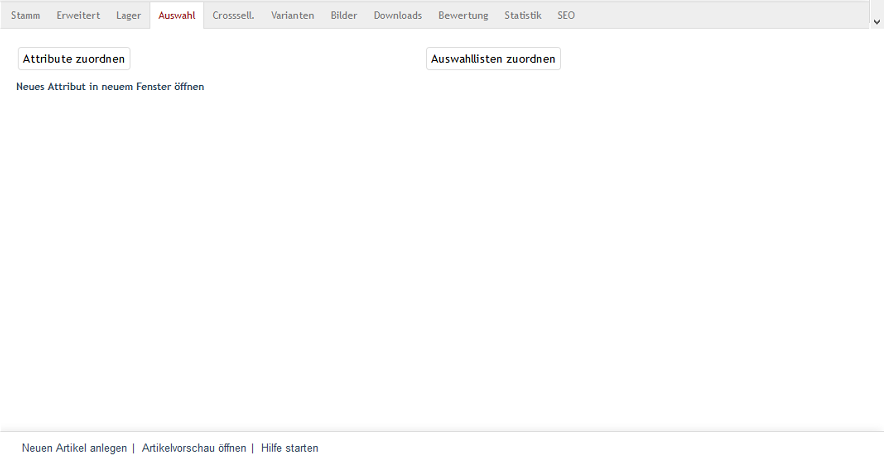 Stamm Erweitert Lager Auswahl Crosssell. Varianten Bilder Downloads Bewertung Statistik SEO
Attribute zuordnen Auswahllisten zuordnen
Neues Attribut in neuem Fenster öffnen
Neuen Artikel anlegen | Artikelvorschau öffnen | Hilfe starten